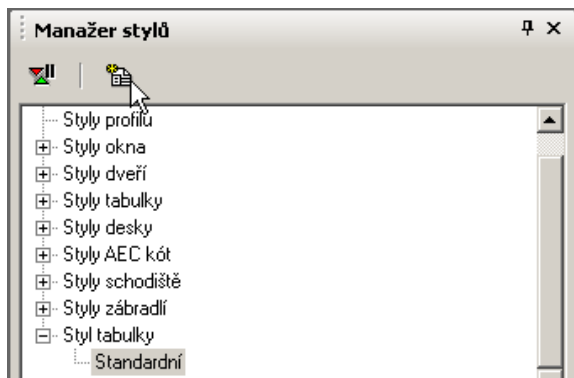 Manažer stylů
Styly profilů
Styly okna
Styly dveří
Styly tabulky
Styly desky
Styly AEC kót
Styly schodiště
Styly zábradlí
Styl tabulky
Standardní